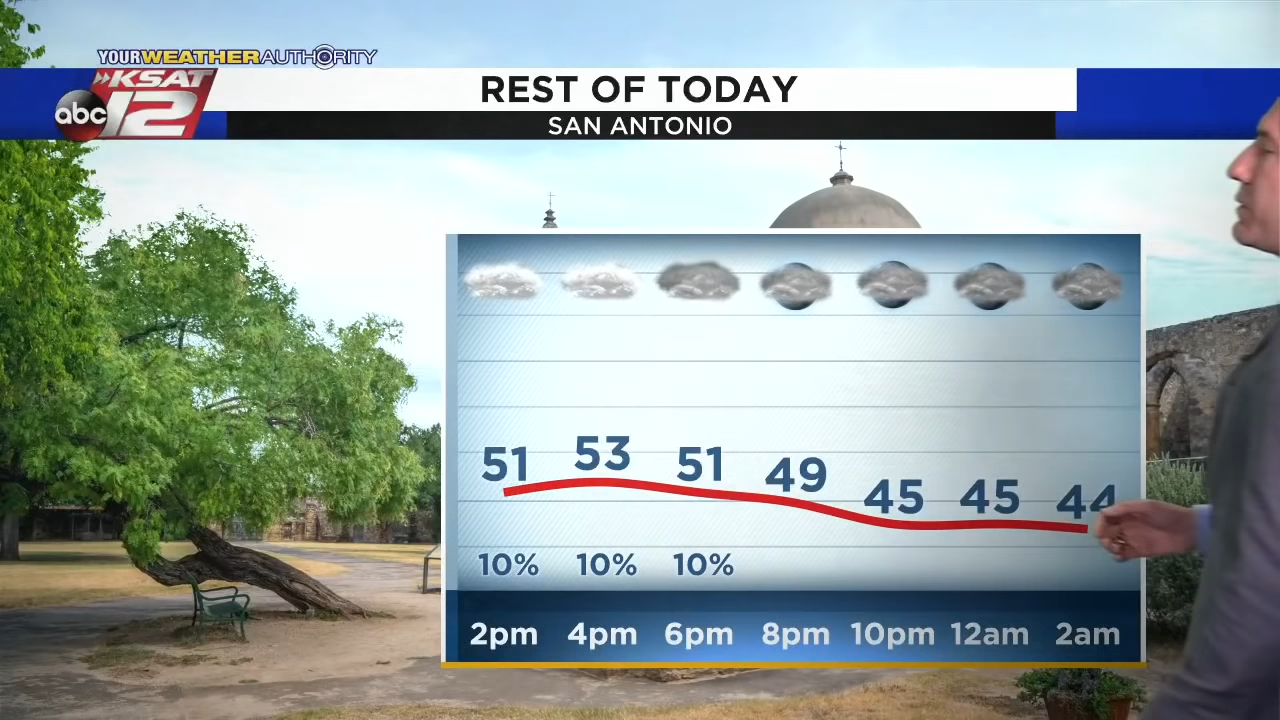 YOUR WEATHER AUTHORITY
KSAT
abc 12
REST OF TODAY
SAN ANTONIO
51 53 51 49 45 45 44
10% 10% 10%
2pm 4pm 6pm 8pm 10pm 12am 2am